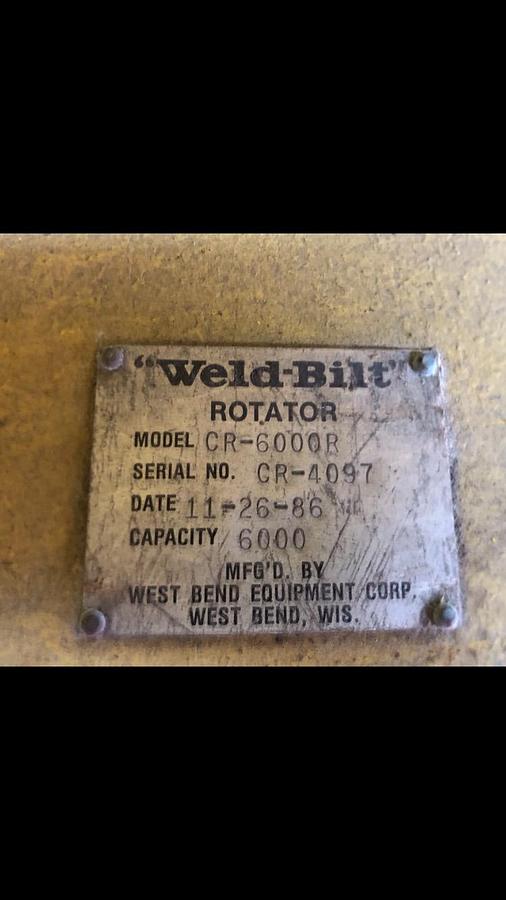 "Weld-Bilt"
ROTATOR
MODEL CR-6000R
SERIAL NO. CR-4097
DATE 11-26-86
CAPACITY 6000
MFG'D. BY
WEST BEND EQUIPMENT CORP.
WEST BEND, WIS.